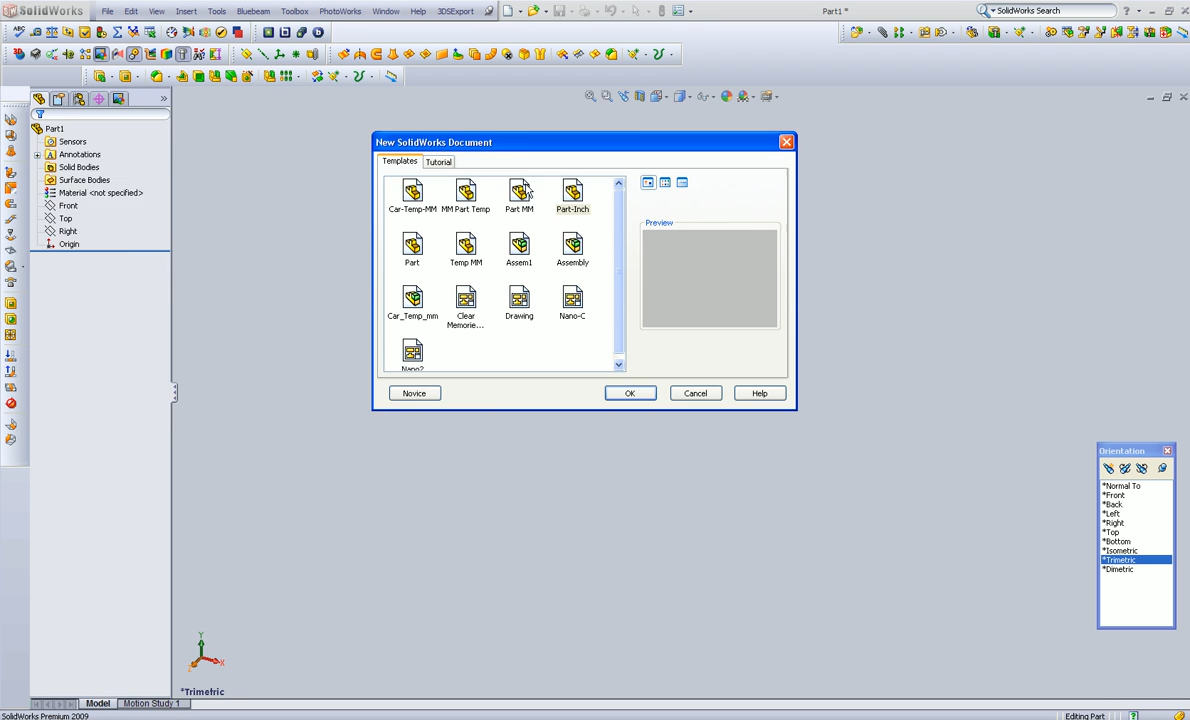 SolidWorks File Edit View Insert Tools Toolbox Bluebeam PhotoWorks Window Help 3DSExport Part1 * SolidWorks Search
Part1
Sensors
Annotations
Solid Bodies
Surface Bodies
Material <not specified>
Front
Top
Right
Origin
New SolidWorks Document
Templates Tutorial
Car-Temp-MM MM Part Temp Part MM Part-Inch
Part Temp MM Assem1 Assembly
Car_Temp_mm Clear Memorie... Drawing Nano-C
Nano2
Preview
Novice OK Cancel Help
Orientation
*Normal To
*Front
*Back
*Left
*Right
*Top
*Bottom
*Isometric
*Trimetric
*Dimetric
Y
X
Z
*Trimetric
Model Motion Study 1
SolidWorks Premium 2009 Editing Part